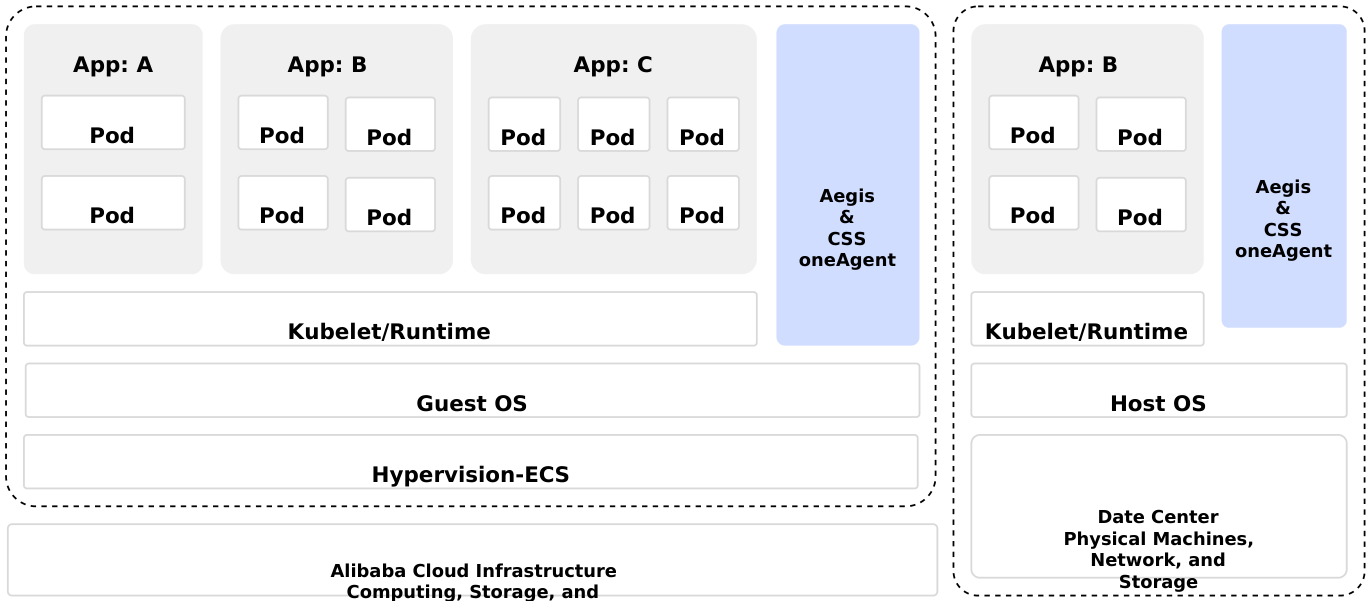 App: A
Pod
Pod
App: B
Pod Pod
Pod Pod
App: C
Pod Pod Pod
Pod Pod Pod
Aegis
&
CSS
oneAgent
Kubelet/Runtime
Guest OS
Hypervision-ECS
Alibaba Cloud Infrastructure
Computing, Storage, and
App: B
Pod Pod
Pod Pod
Aegis
&
CSS
oneAgent
Kubelet/Runtime
Host OS
Date Center
Physical Machines,
Network, and
Storage